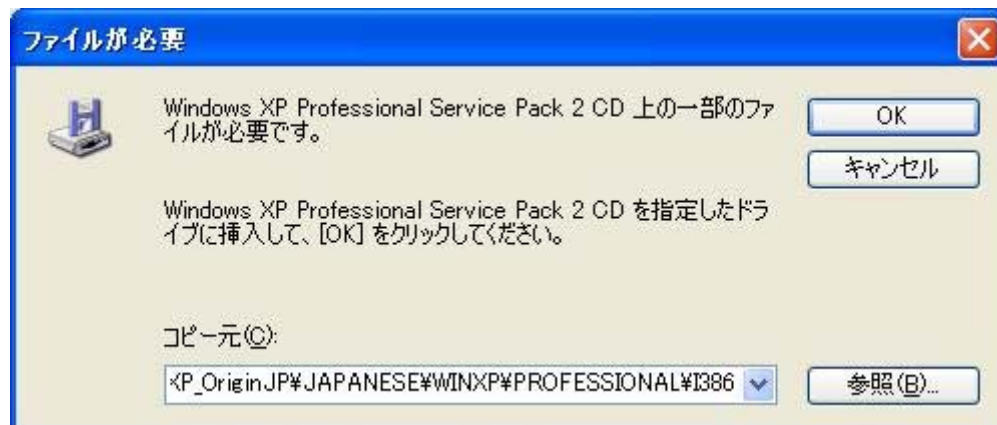 ファイルが必要
Windows XP Professional Service Pack 2 CD 上の一部のファ
イルが必要です。
OK
キャンセル
Windows XP Professional Service Pack 2 CD を指定したドラ
イブに挿入して、[OK] をクリックしてください。
コピー元(C):
XP_OriginJP¥JAPANESE¥WINXP¥PROFESSIONAL¥I386
参照(B)...